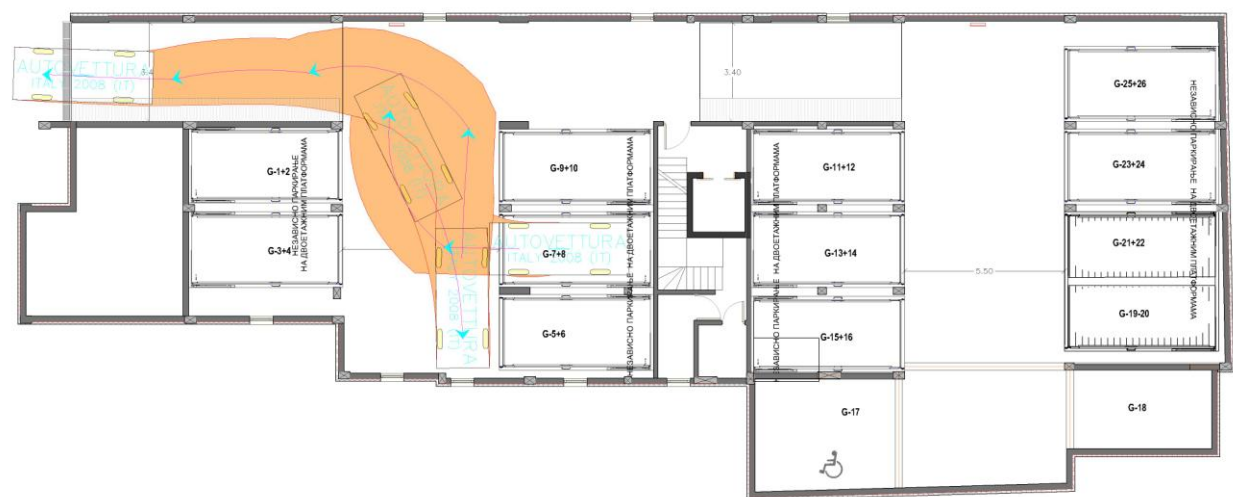 AUTOVETTURA
ITALY 2008 (IT)
3.40
G-25+26
G-1+2
G-9+10
G-11+12
G-23+24
G-3+4
AUTOVETTURA
ITALY 2008 (IT)
G-7+8
G-13+14
G-21+22
5.50
G-5+6
G-15+16
G-19-20
G-17
G-18
НЕЗАВИСНО ПАРКИРАЊЕ
НА ДВОЕТАЖНИМ ПЛАТФОРМАМА
НЕЗАВИСНО ПАРКИРАЊЕ НА ДВОЕТАЖНИМ ПЛАТФОРМАМА
НЕЗАВИСНО ПАРКИРАЊЕ НА ДВОЕТАЖНИМ ПЛАТФОРМАМА
НЕЗАВИСНО ПАРКИРАЊЕ НА ДВОЕТАЖНИМ ПЛАТФОРМАМА
AUTOVETTURA
2008 (IT)